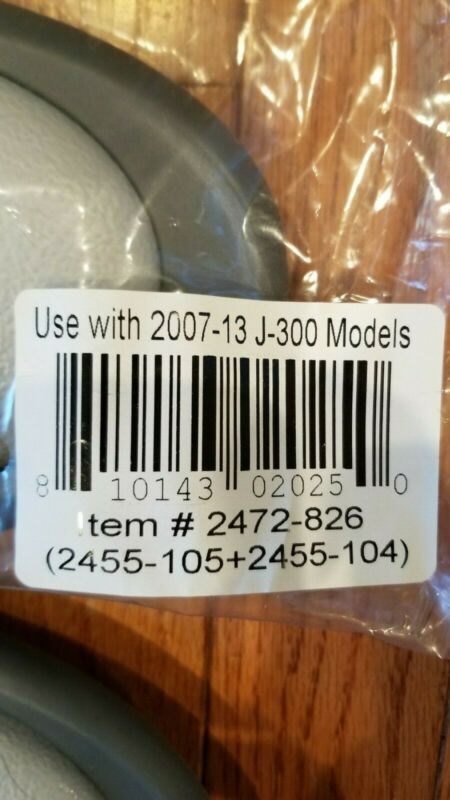 Use with 2007-13 J-300 Models
8 10143 02025 0
Item # 2472-826
(2455-105+2455-104)